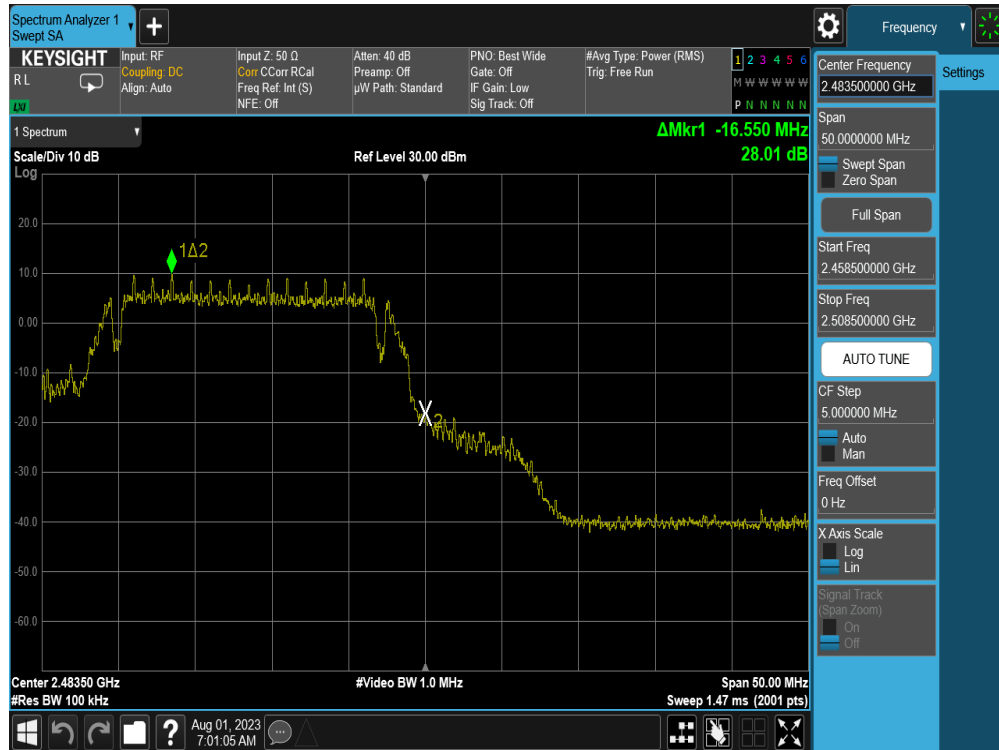 Spectrum Analyzer 1
Swept SA
Frequency
KEYSIGHT
R L
LXI
Input: RF
Coupling: DC
Align: Auto
Input Z: 50 Ω
Corr CCorr RCal
Freq Ref: Int (S)
NFE: Off
Atten: 40 dB
Preamp: Off
µW Path: Standard
PNO: Best Wide
Gate: Off
IF Gain: Low
Sig Track: Off
#Avg Type: Power (RMS)
Trig: Free Run
1 2 3 4 5 6
M W W W W W
P N N N N N
1 Spectrum
Scale/Div 10 dB
Ref Level 30.00 dBm
ΔMkr1 -16.550 MHz
28.01 dB
Log
20.0
10.0
0.00
-10.0
-20.0
-30.0
-40.0
-50.0
-60.0
1Δ2
X2
Center 2.48350 GHz
#Video BW 1.0 MHz
Span 50.00 MHz
#Res BW 100 kHz
Sweep 1.47 ms (2001 pts)
Center Frequency
2.483500000 GHz
Settings
Span
50.0000000 MHz
Swept Span
Zero Span
Full Span
Start Freq
2.458500000 GHz
Stop Freq
2.508500000 GHz
AUTO TUNE
CF Step
5.000000 MHz
Auto
Man
Freq Offset
0 Hz
X Axis Scale
Log
Lin
Signal Track
(Span Zoom)
On
Off
?
Aug 01, 2023
7:01:05 AM